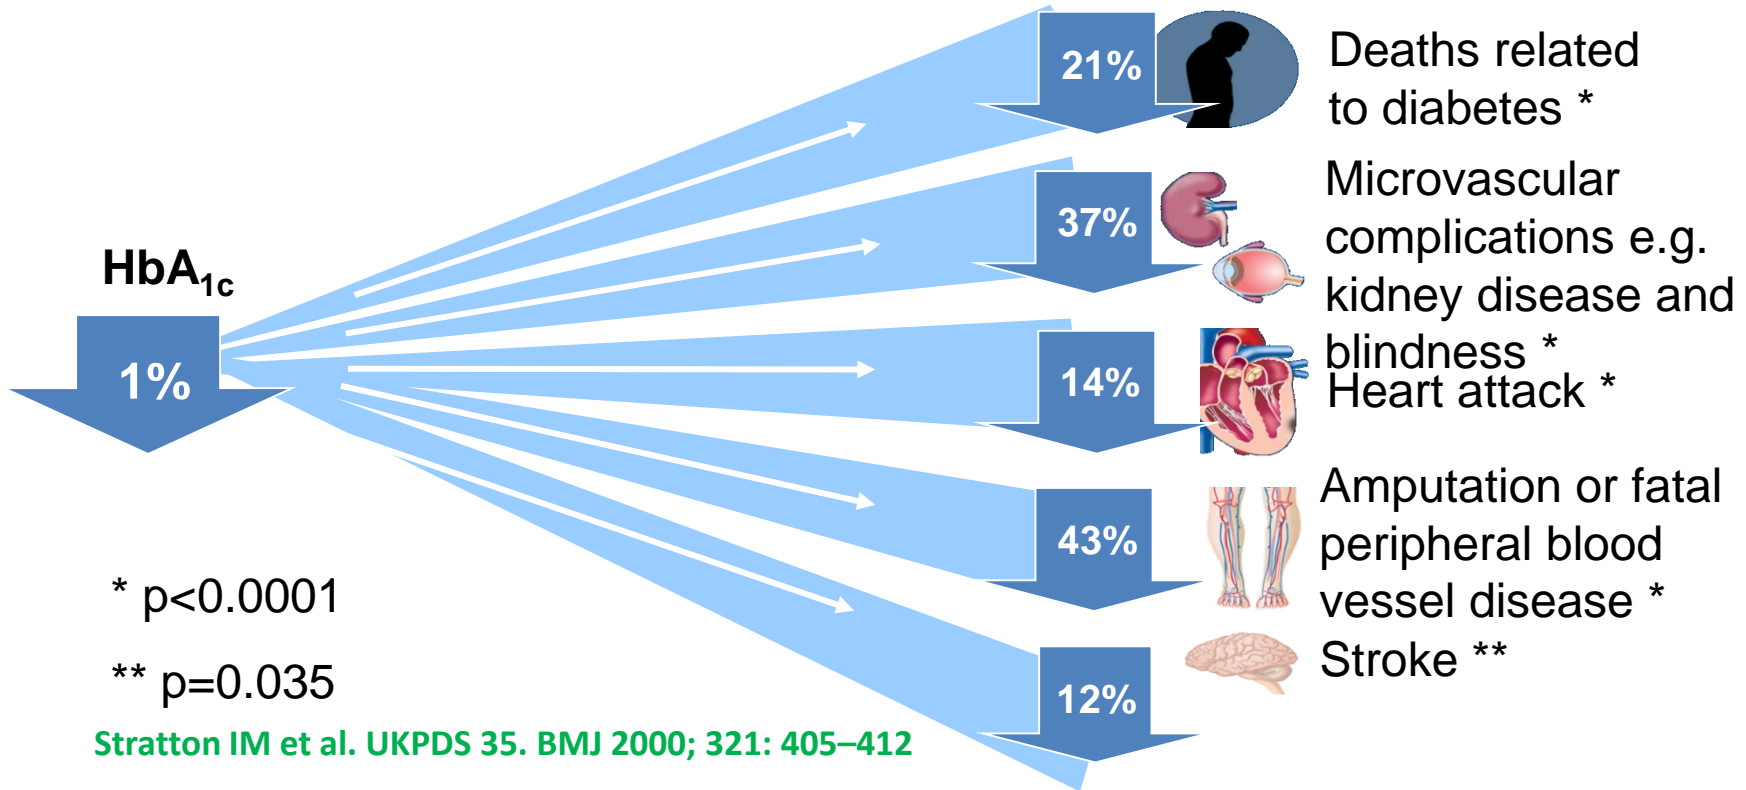 21%
Deaths related
to diabetes *
37%
Microvascular
complications e.g.
kidney disease and
blindness *
HbA1c
1%
14%
Heart attack *
43%
Amputation or fatal
peripheral blood
vessel disease *
12%
Stroke **
* p<0.0001
** p=0.035
Stratton IM et al. UKPDS 35. BMJ 2000; 321: 405–412